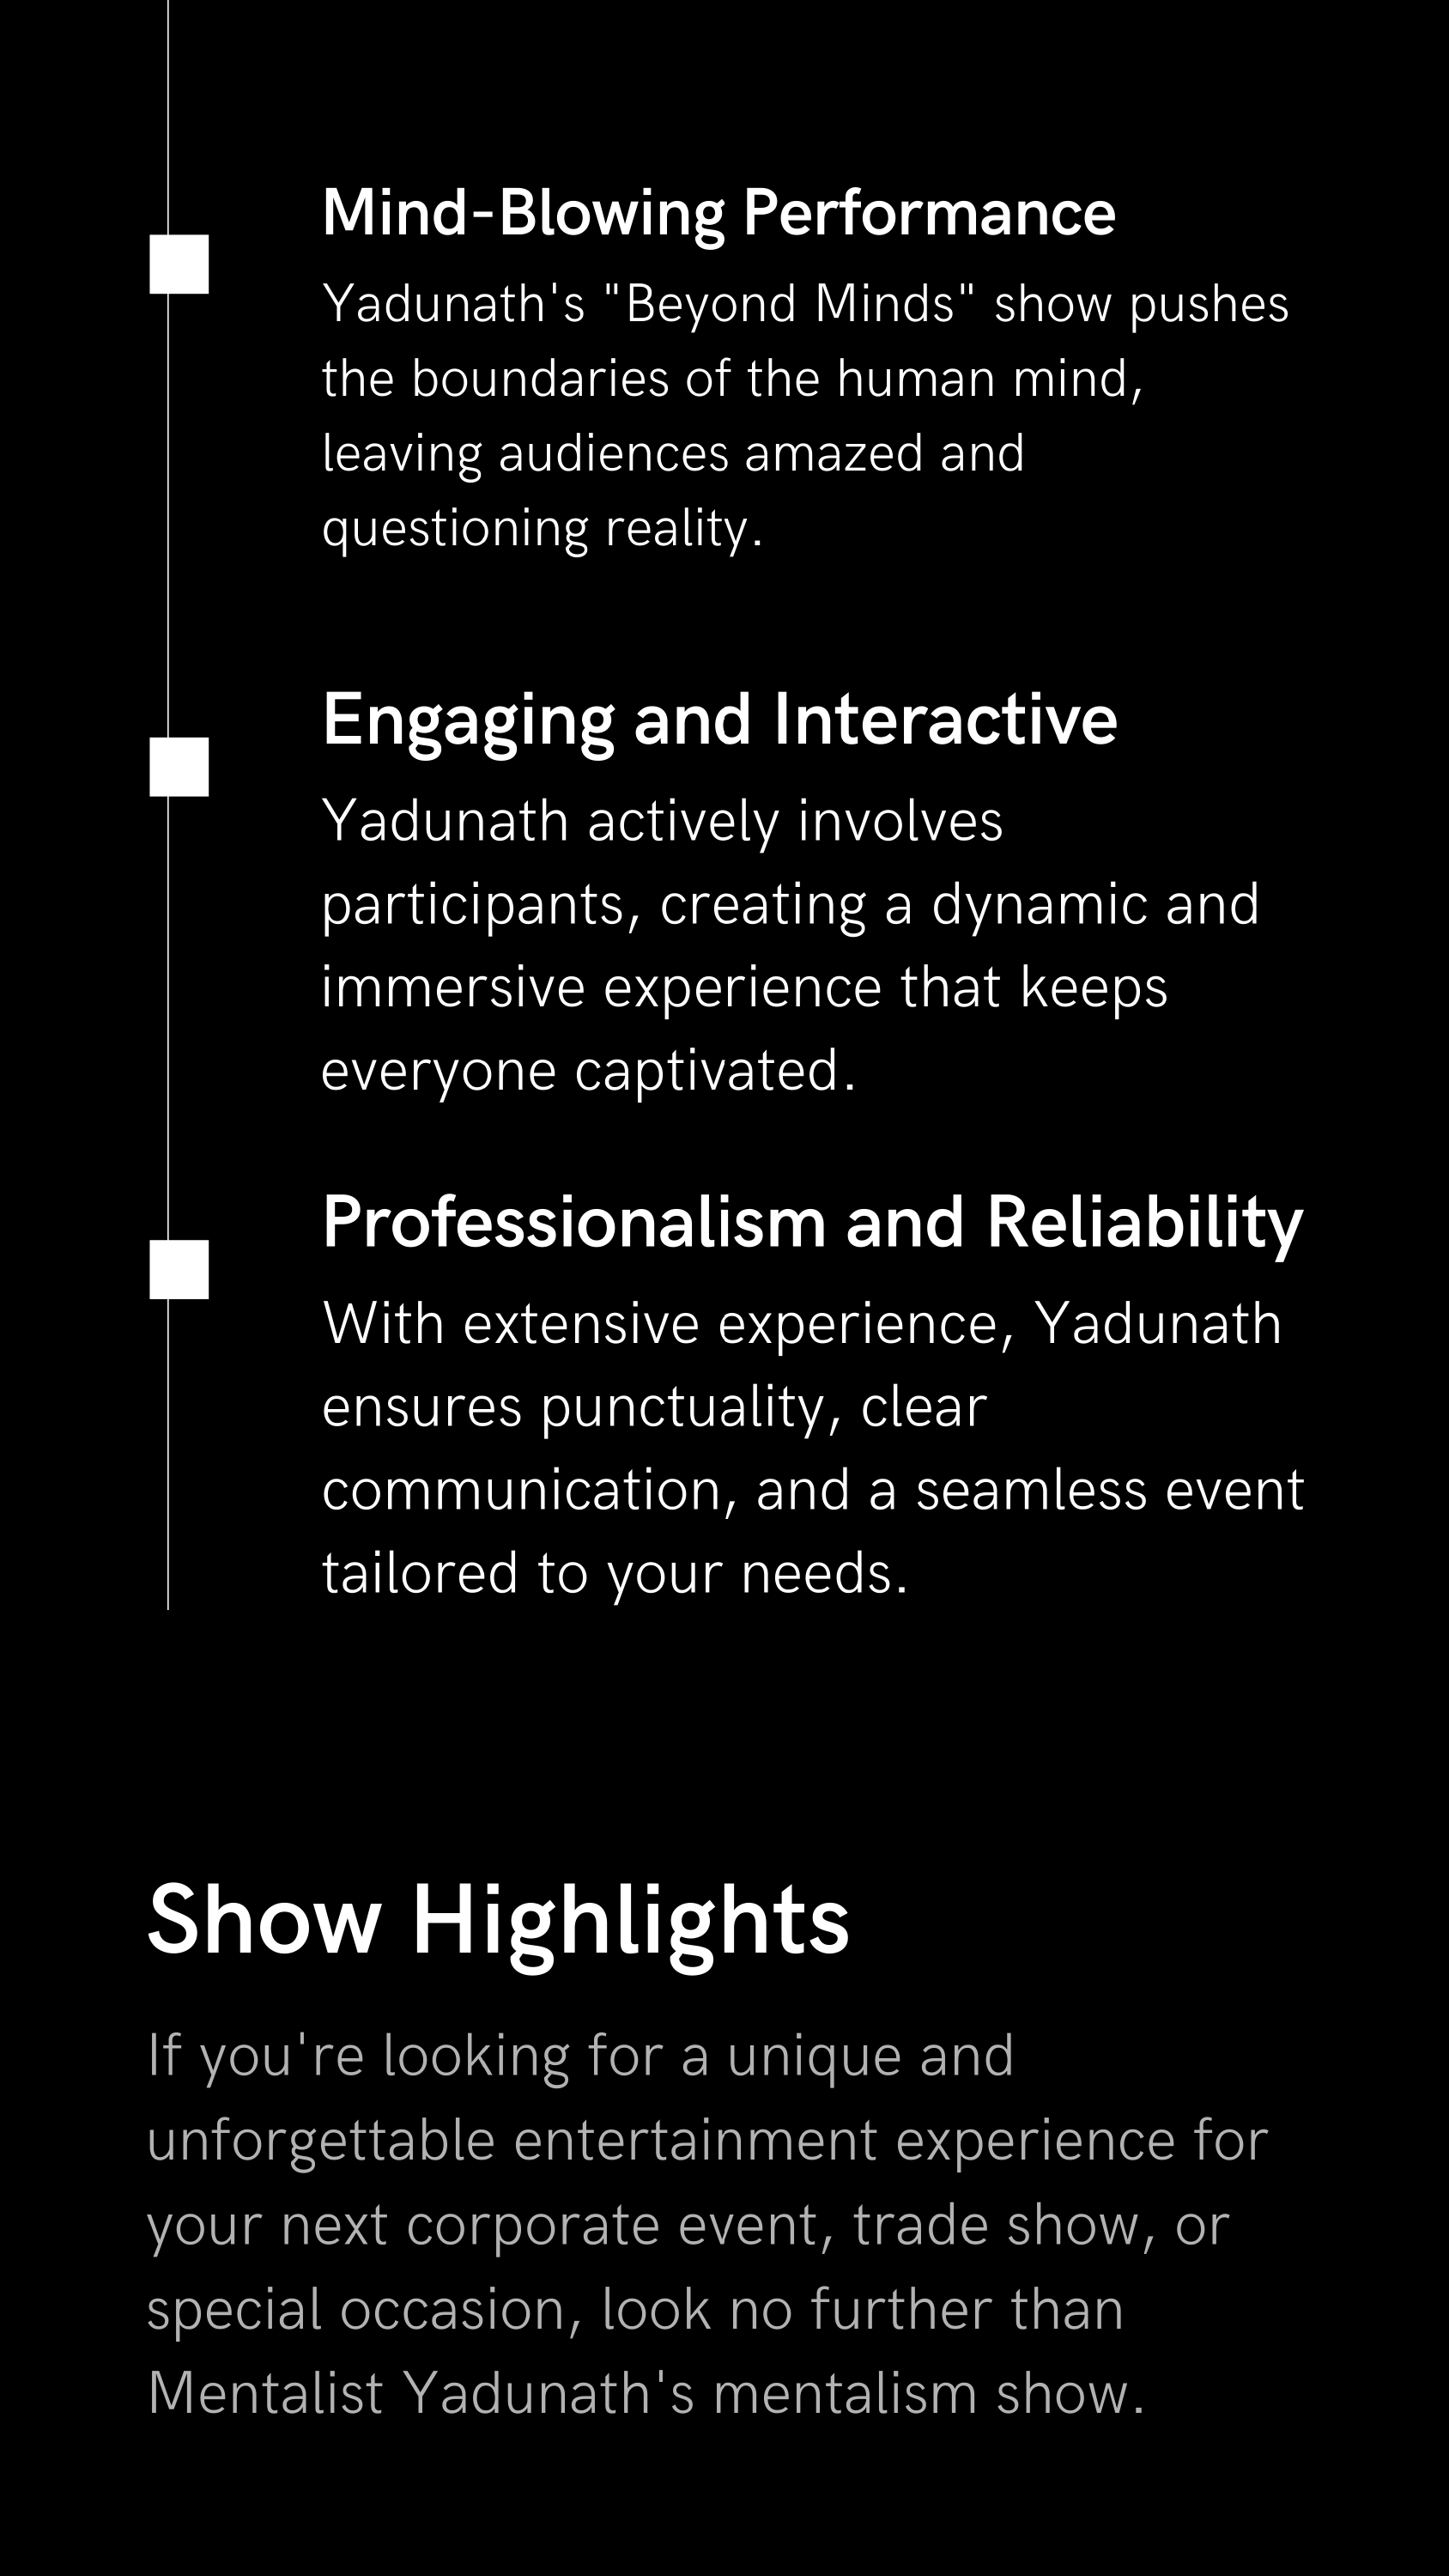 Mind-Blowing Performance
Yadunath's "Beyond Minds" show pushes
the boundaries of the human mind,
leaving audiences amazed and
questioning reality.
Engaging and Interactive
Yadunath actively involves
participants, creating a dynamic and
immersive experience that keeps
everyone captivated.
Professionalism and Reliability
With extensive experience, Yadunath
ensures punctuality, clear
communication, and a seamless event
tailored to your needs.
Show Highlights
If you're looking for a unique and
unforgettable entertainment experience for
your next corporate event, trade show, or
special occasion, look no further than
Mentalist Yadunath's mentalism show.